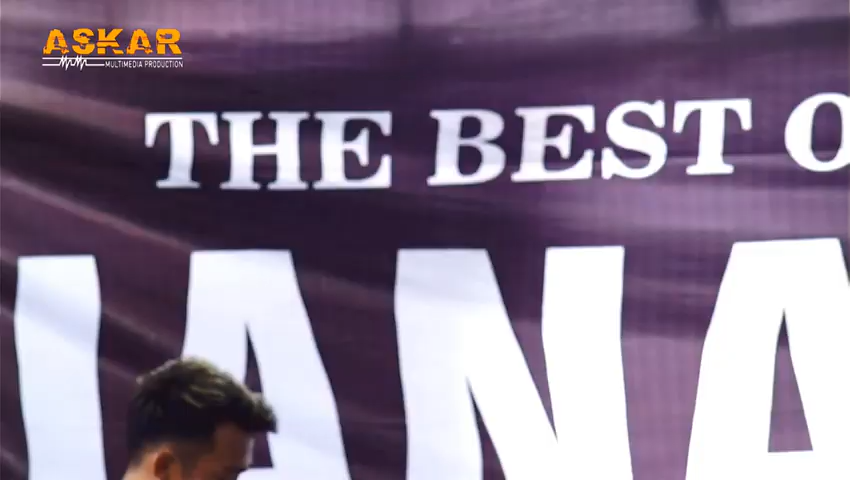 ASKAR
MULTIMEDIA PRODUCTION
THE BEST O
IANA